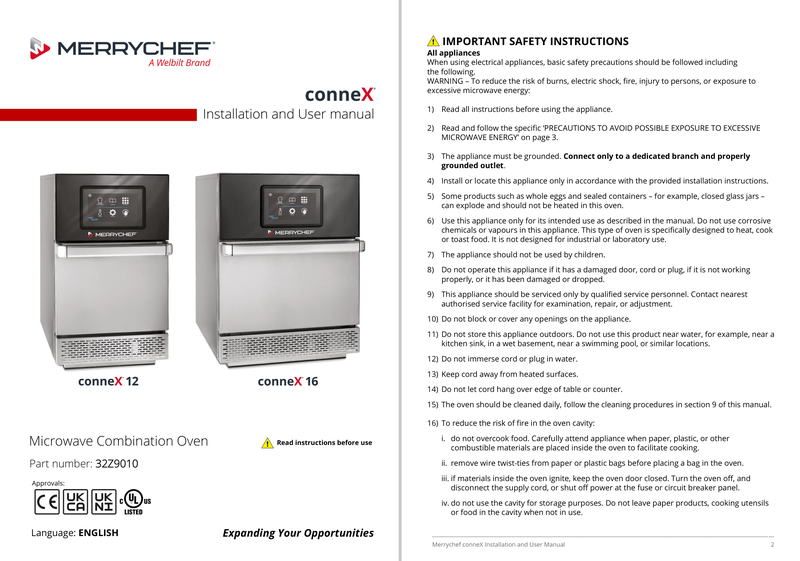 MERRYCHEF®
A Welbilt Brand
conneX®
Installation and User manual
MERRYCHEF
MERRYCHEF
conneX® 12
conneX® 16
Microwave Combination Oven
Read instructions before use
Part number: 32Z9010
Approvals:
CE
UK
CA
UK
NI
C UL US
LISTED
Language: ENGLISH
Expanding Your Opportunities
IMPORTANT SAFETY INSTRUCTIONS
All appliances
When using electrical appliances, basic safety precautions should be followed including
the following.
WARNING – To reduce the risk of burns, electric shock, fire, injury to persons, or exposure to
excessive microwave energy:
1) Read all instructions before using the appliance.
2) Read and follow the specific ‘PRECAUTIONS TO AVOID POSSIBLE EXPOSURE TO EXCESSIVE
MICROWAVE ENERGY’ on page 3.
3) The appliance must be grounded. Connect only to a dedicated branch and properly
grounded outlet.
4) Install or locate this appliance only in accordance with the provided installation instructions.
5) Some products such as whole eggs and sealed containers – for example, closed glass jars –
can explode and should not be heated in this oven.
6) Use this appliance only for its intended use as described in the manual. Do not use corrosive
chemicals or vapours in this appliance. This type of oven is specifically designed to heat, cook
or toast food. It is not designed for industrial or laboratory use.
7) The appliance should not be used by children.
8) Do not operate this appliance if it has a damaged door, cord or plug, if it is not working
properly, or it has been damaged or dropped.
9) This appliance should be serviced only by qualified service personnel. Contact nearest
authorised service facility for examination, repair, or adjustment.
10) Do not block or cover any openings on the appliance.
11) Do not store this appliance outdoors. Do not use this product near water, for example, near a
kitchen sink, in a wet basement, near a swimming pool, or similar locations.
12) Do not immerse cord or plug in water.
13) Keep cord away from heated surfaces.
14) Do not let cord hang over edge of table or counter.
15) The oven should be cleaned daily, follow the cleaning procedures in section 9 of this manual.
16) To reduce the risk of fire in the oven cavity:
i. do not overcook food. Carefully attend appliance when paper, plastic, or other
combustible materials are placed inside the oven to facilitate cooking.
ii. remove wire twist-ties from paper or plastic bags before placing a bag in the oven.
iii. if materials inside the oven ignite, keep the oven door closed. Turn the oven off, and
disconnect the supply cord, or shut off power at the fuse or circuit breaker panel.
iv. do not use the cavity for storage purposes. Do not leave paper products, cooking utensils
or food in the cavity when not in use.
Merrychef conneX Installation and User Manual
2